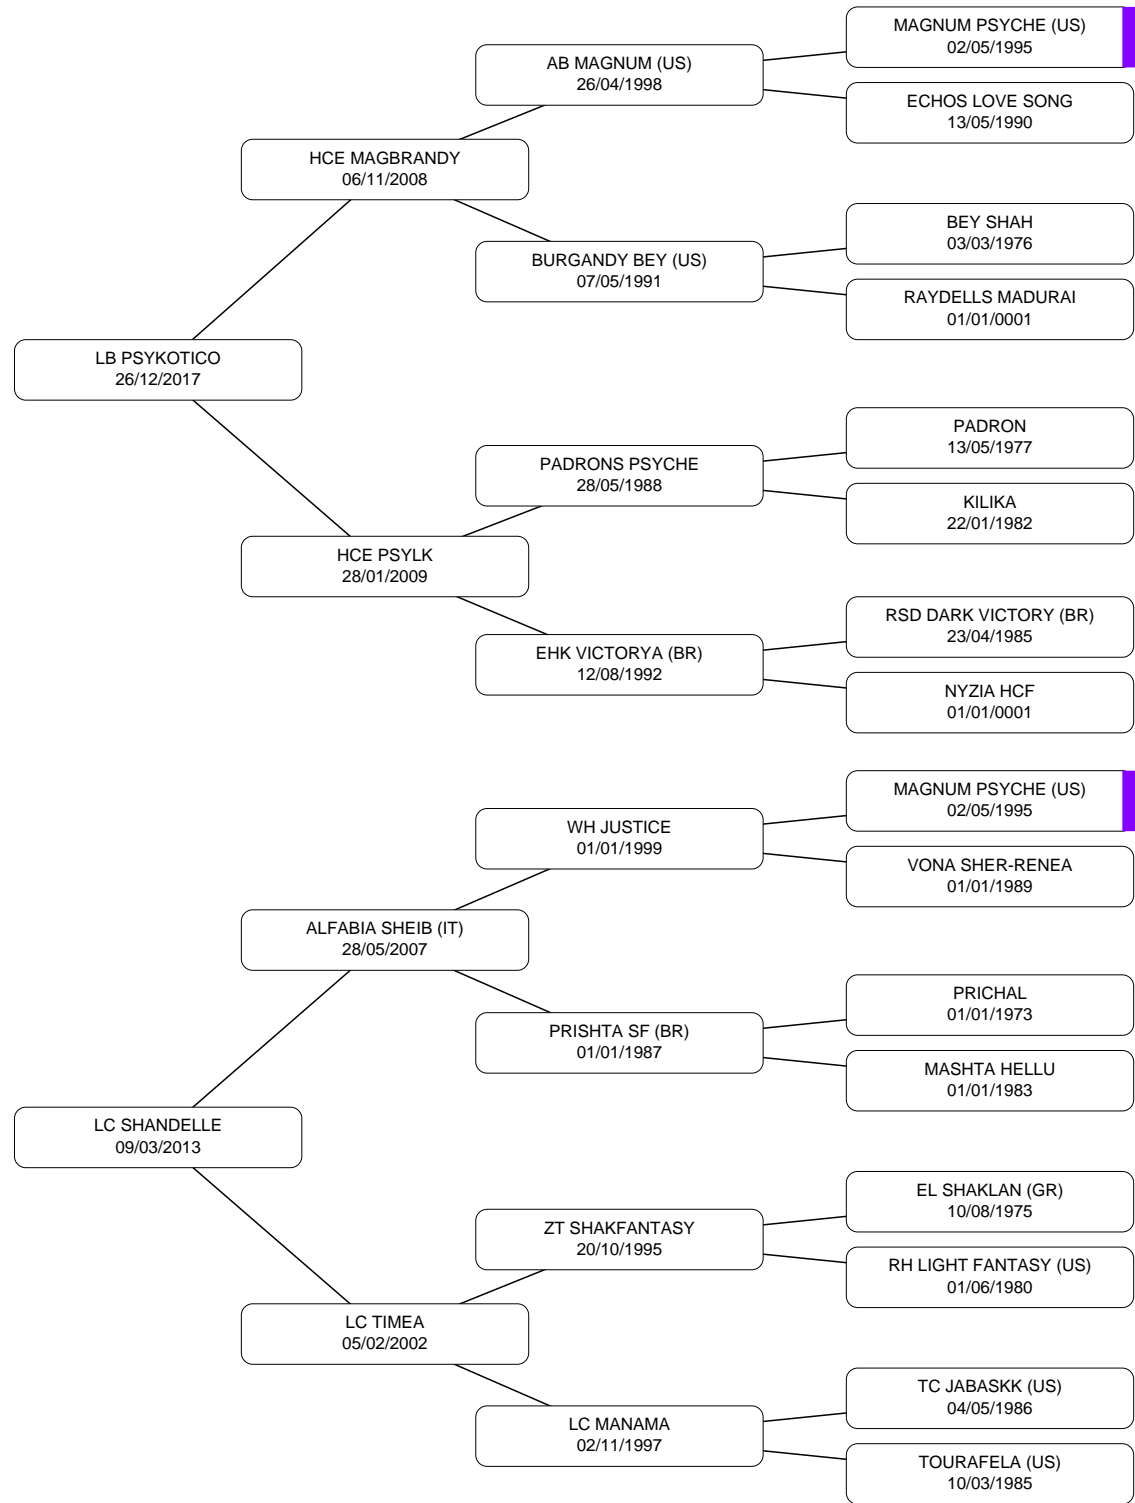 MAGNUM PSYCHE (US)
02/05/1995
AB MAGNUM (US)
26/04/1998
ECHOS LOVE SONG
13/05/1990
HCE MAGBRANDY
06/11/2008
BEY SHAH
03/03/1976
BURGANDY BEY (US)
07/05/1991
RAYDELLS MADURAI
01/01/0001
LB PSYKOTICO
26/12/2017
PADRON
13/05/1977
PADRONS PSYCHE
28/05/1988
KILIKA
22/01/1982
HCE PSYLK
28/01/2009
RSD DARK VICTORY (BR)
23/04/1985
EHK VICTORYA (BR)
12/08/1992
NYZIA HCF
01/01/0001
MAGNUM PSYCHE (US)
02/05/1995
WH JUSTICE
01/01/1999
VONA SHER-RENEA
01/01/1989
ALFABIA SHEIB (IT)
28/05/2007
PRICHAL
01/01/1973
PRISHTA SF (BR)
01/01/1987
MASHTA HELLU
01/01/1983
LC SHANDELLE
09/03/2013
EL SHAKLAN (GR)
10/08/1975
ZT SHAKFANTASY
20/10/1995
RH LIGHT FANTASY (US)
01/06/1980
LC TIMEA
05/02/2002
TC JABASKK (US)
04/05/1986
LC MANAMA
02/11/1997
TOURAFELA (US)
10/03/1985